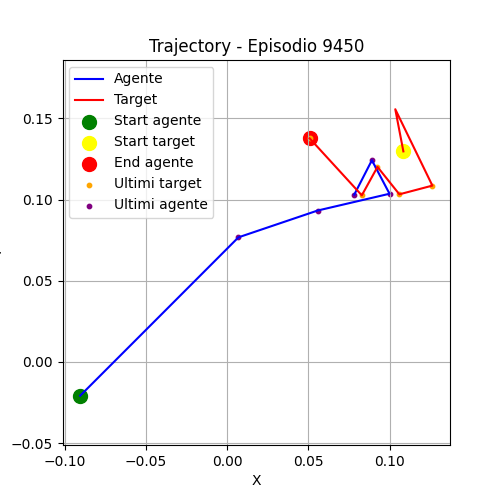 Trajectory - Episodio 9450
Agente
Target
Start agente
Start target
End agente
Ultimi target
Ultimi agente
0.15
0.10
0.05
0.00
−0.05
−0.10
−0.05
0.00
0.05
0.10
X